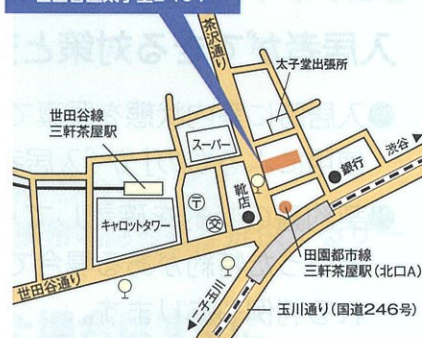 茶沢通り
太子堂出張所
世田谷線
三軒茶屋駅
スーパー
渋谷
銀行
〒
交
靴店
キャロットタワー
田園都市線
三軒茶屋駅(北口A)
世田谷通り
二子玉川
玉川通り(国道246号)